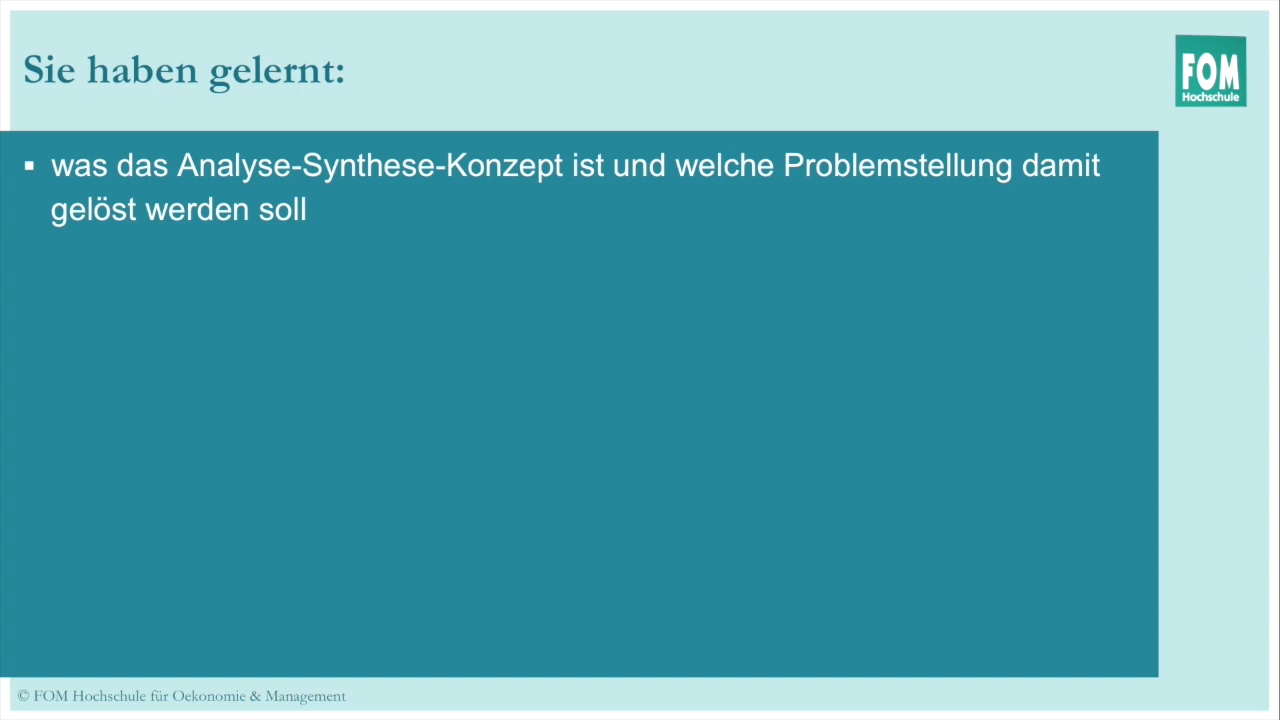 Sie haben gelernt:
FOM
Hochschule
▪ was das Analyse-Synthese-Konzept ist und welche Problemstellung damit
gelöst werden soll
© FOM Hochschule für Oekonomie & Management